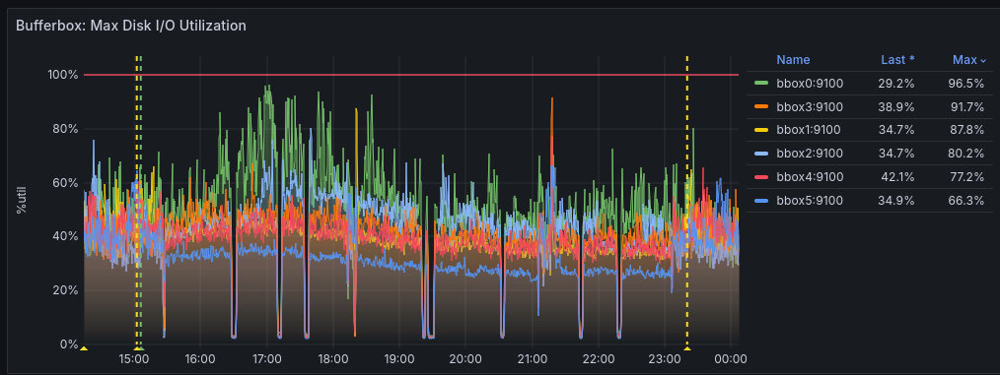 Bufferbox: Max Disk I/O Utilization
%util
100%
80%
60%
40%
20%
0%
15:00 16:00 17:00 18:00 19:00 20:00 21:00 22:00 23:00 00:00
Name Last * Max
bbox0:9100 29.2% 96.5%
bbox3:9100 38.9% 91.7%
bbox1:9100 34.7% 87.8%
bbox2:9100 34.7% 80.2%
bbox4:9100 42.1% 77.2%
bbox5:9100 34.9% 66.3%